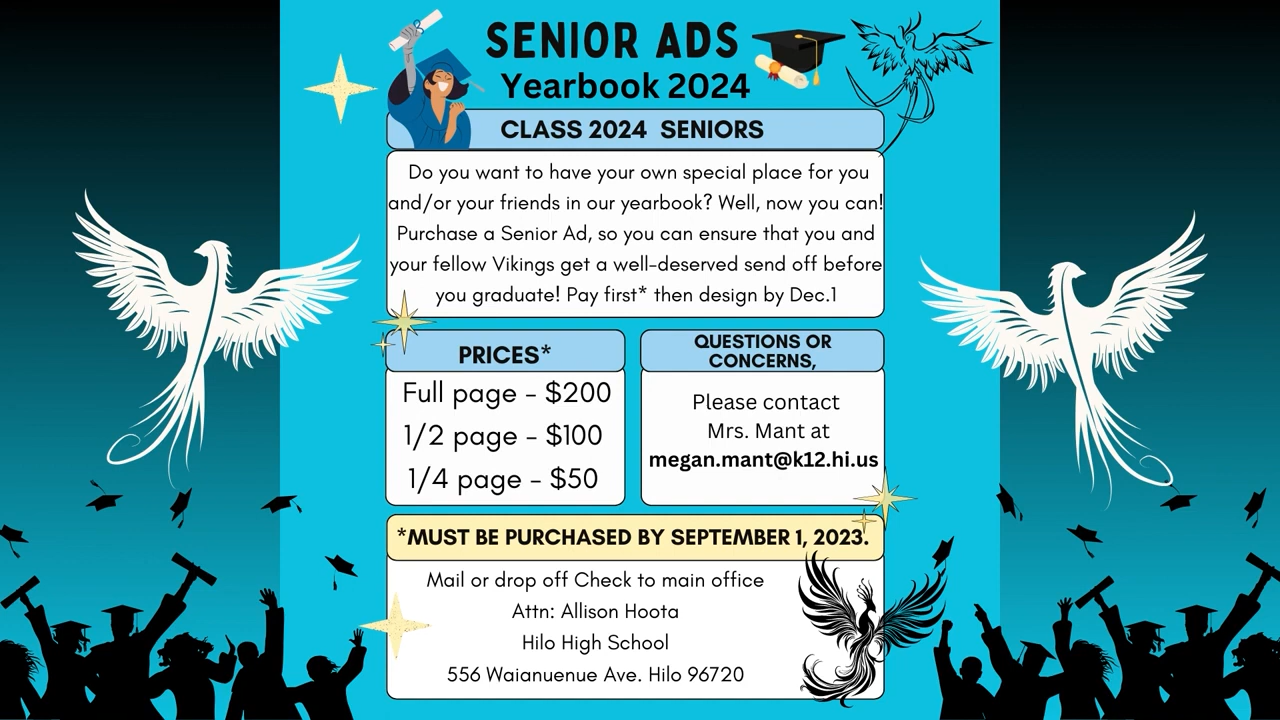 SENIOR ADS
Yearbook 2024
CLASS 2024 SENIORS
Do you want to have your own special place for you
and/or your friends in our yearbook? Well, now you can!
Purchase a Senior Ad, so you can ensure that you and
your fellow Vikings get a well-deserved send off before
you graduate! Pay first* then design by Dec.1
PRICES*
Full page - $200
1/2 page - $100
1/4 page - $50
QUESTIONS OR
CONCERNS,
Please contact
Mrs. Mant at
megan.mant@k12.hi.us
*MUST BE PURCHASED BY SEPTEMBER 1, 2023.
Mail or drop off Check to main office
Attn: Allison Hoota
Hilo High School
556 Waianuenue Ave. Hilo 96720